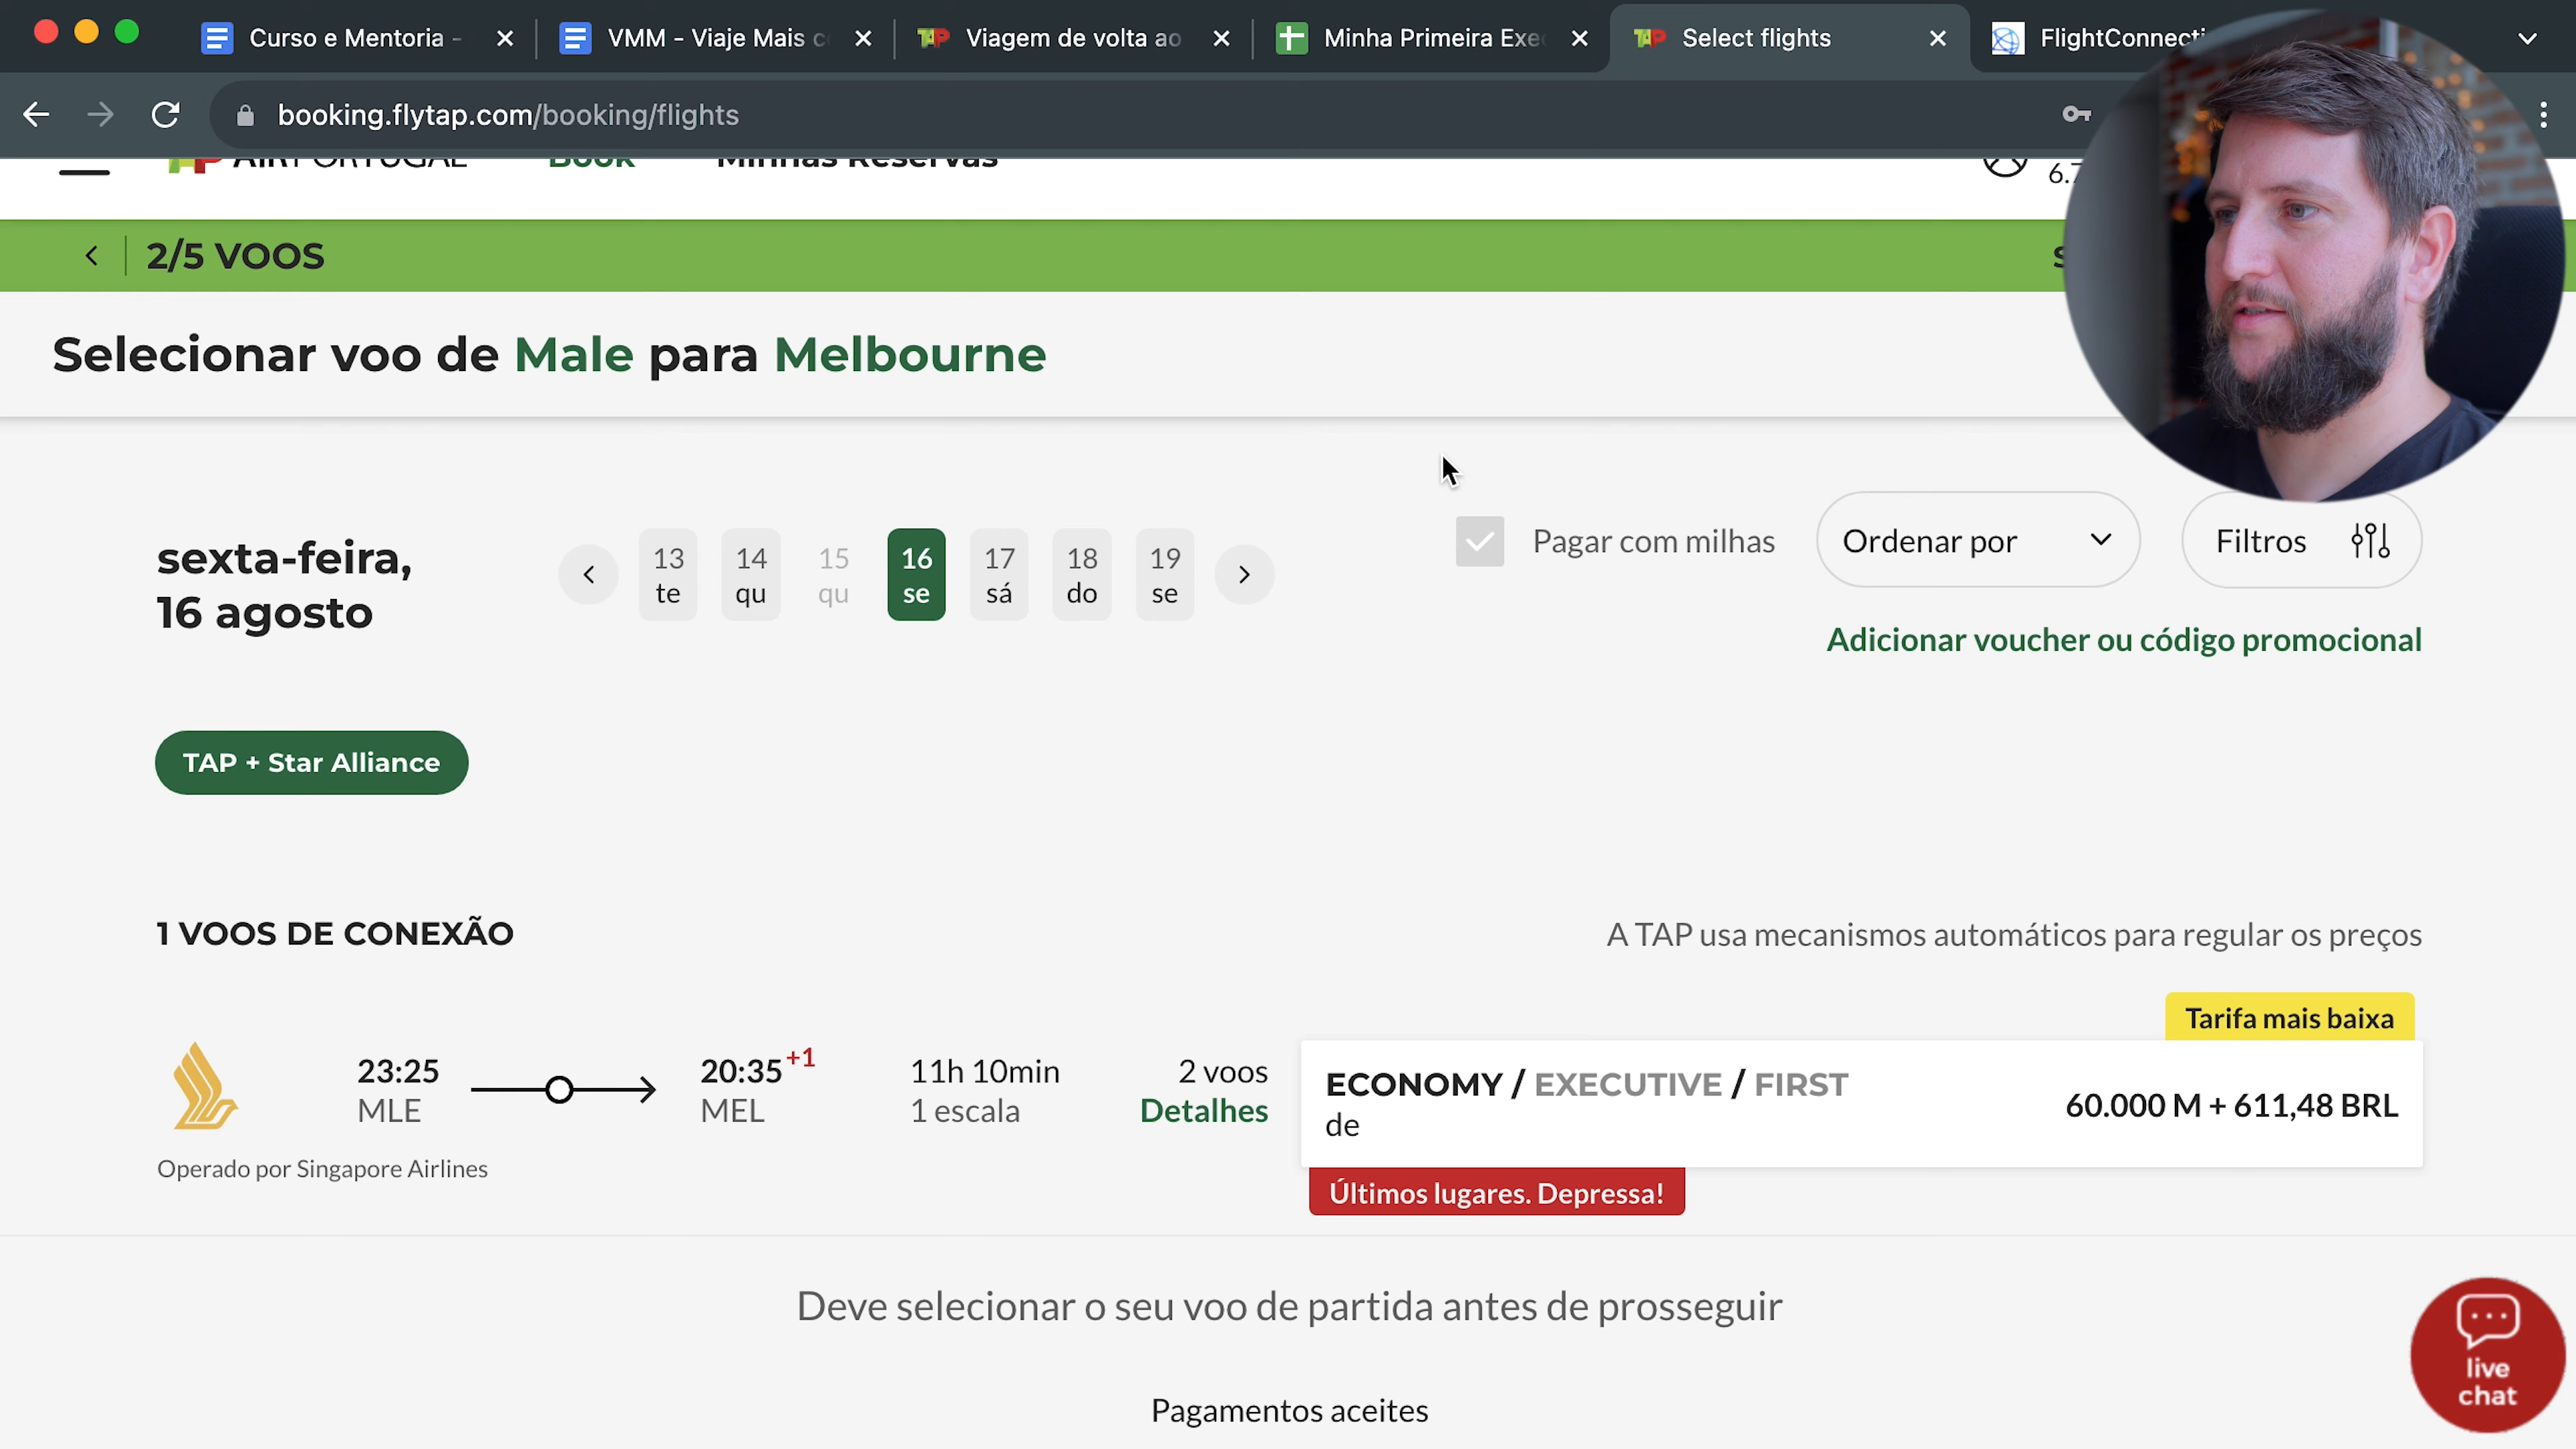 Curso e Mentoria -
VMM - Viaje Mais c
Viagem de volta ao
Minha Primeira Exe
Select flights
FlightConnecti
booking.flytap.com/booking/flights
AIRPORTUGAL
Book
Minhas Reservas
2/5 VOOS
Selecionar voo de Male para Melbourne
sexta-feira,
16 agosto
13
te
14
qu
15
qu
16
se
17
sá
18
do
19
se
Pagar com milhas
Ordenar por
Filtros
Adicionar voucher ou código promocional
TAP + Star Alliance
1 VOOS DE CONEXÃO
A TAP usa mecanismos automáticos para regular os preços
Tarifa mais baixa
23:25
MLE
20:35 +1
MEL
11h 10min
1 escala
2 voos
Detalhes
ECONOMY / EXECUTIVE / FIRST
de
60.000 M + 611,48 BRL
Operado por Singapore Airlines
Últimos lugares. Depressa!
Deve selecionar o seu voo de partida antes de prosseguir
Pagamentos aceites
live
chat